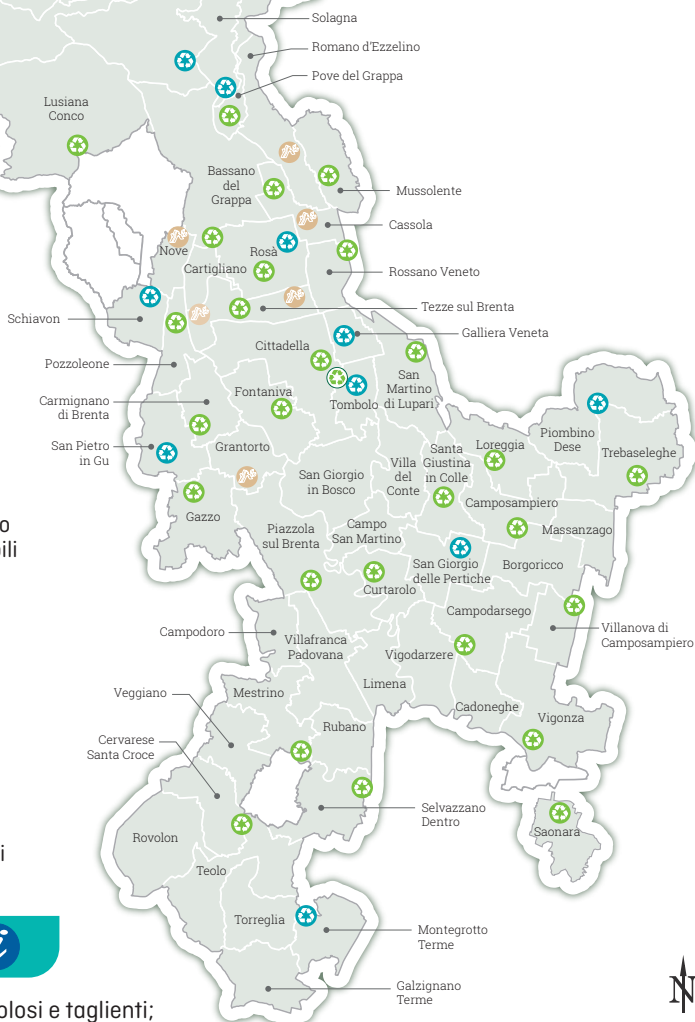 Solagna
Romano d'Ezzelino
Pove del Grappa
Lusiana
Conco
Bassano
del
Grappa
Mussolente
Cassola
Nove
Rosà
Cartigliano
Rossano Veneto
Tezze sul Brenta
Schiavon
Galliera Veneta
Cittadella
Pozzoleone
San
Martino
di Lupari
Fontaniva
Tombolo
Carmignano
di Brenta
Piombino
Dese
San Pietro
in Gu
Grantorto
Santa
Giustina
in Colle
Loreggia
Trebaseleghe
San Giorgio
in Bosco
Villa
del
Conte
Camposampiero
Gazzo
o
ili
Piazzola
sul Brenta
Campo
San Martino
Massanzago
San Giorgio
delle Pertiche
Borgoricco
Curtarolo
Campodarsego
Campodoro
Villafranca
Padovana
Villanova di
Camposampiero
Vigodarzere
Limena
Veggiano
Mestrino
Cadoneghe
Vigonza
Rubano
Cervarese
Santa Croce
Selvazzano
Dentro
Saonara
Rovolon
i
Teolo
Torreglia
Montegrotto
Terme
i
Galzignano
Terme
N
olosi e taglienti;